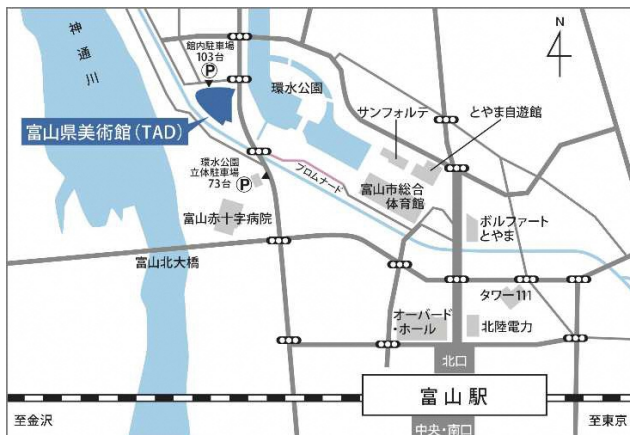 神通川
館内駐車場
103台
P
N
環水公園
サンフォルテ
とやま自遊館
富山県美術館(TAD)
環水公園
立体駐車場
73台
P
プロムナード
富山市総合
体育館
富山赤十字病院
ボルファート
とやま
富山北大橋
タワー111
オーバード
・ホール
北陸電力
北口
富山駅
至金沢
至東京
中央・南口